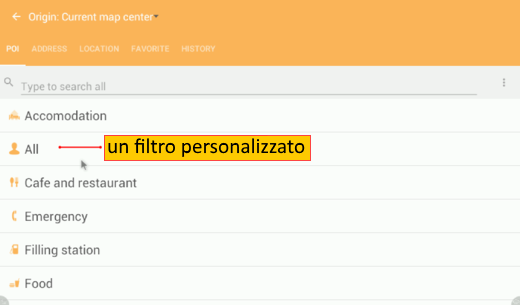 Origin: Current map center
POI ADDRESS LOCATION FAVORITE HISTORY
Type to search all
Accomodation
All
un filtro personalizzato
Cafe and restaurant
Emergency
Filling station
Food